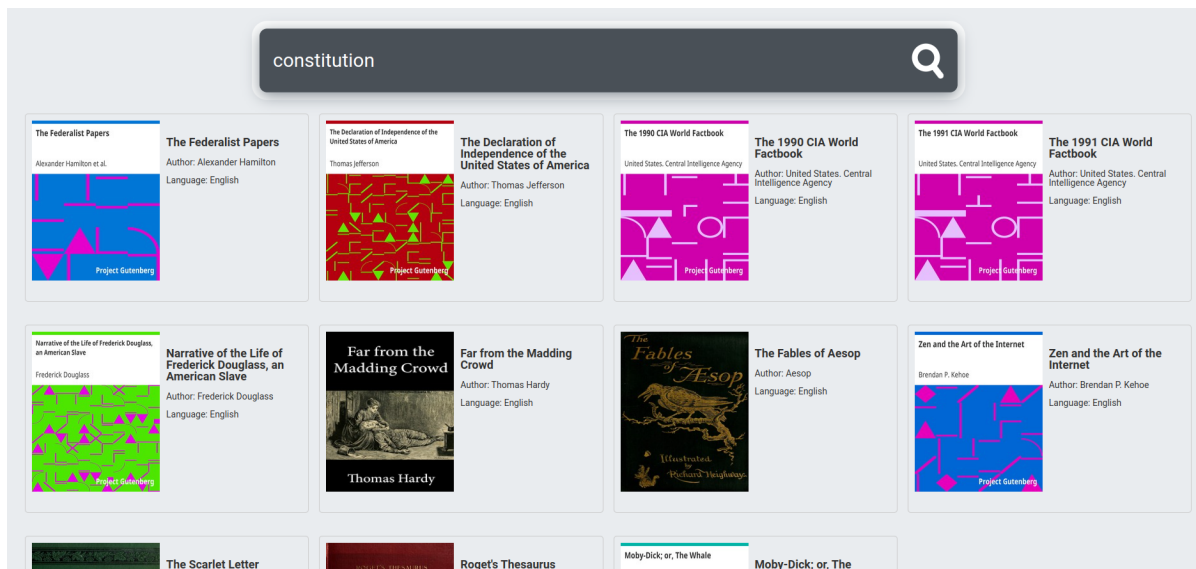 constitution
The Federalist Papers
Alexander Hamilton et al.
Project Gutenberg
The Federalist Papers
Author: Alexander Hamilton
Language: English
The Declaration of Independence of the
United States of America
Thomas Jefferson
Project Gutenberg
The Declaration of
Independence of the
United States of America
Author: Thomas Jefferson
Language: English
The 1990 CIA World Factbook
United States. Central Intelligence Agency
Project Gutenberg
The 1990 CIA World
Factbook
Author: United States. Central
Intelligence Agency
Language: English
The 1991 CIA World Factbook
United States. Central Intelligence Agency
Project Gutenberg
The 1991 CIA World
Factbook
Author: United States. Central
Intelligence Agency
Language: English
Narrative of the Life of Frederick Douglass,
an American Slave
Frederick Douglass
Project Gutenberg
Narrative of the Life of
Frederick Douglass, an
American Slave
Author: Frederick Douglass
Language: English
Far from the
Madding Crowd
Thomas Hardy
Far from the Madding
Crowd
Author: Thomas Hardy
Language: English
The
Fables
of Æsop
Illustrated
by
Richard Heighway
The Fables of Aesop
Author: Aesop
Language: English
Zen and the Art of the Internet
Brendan P. Kehoe
Project Gutenberg
Zen and the Art of the
Internet
Author: Brendan P. Kehoe
Language: English
The Scarlet Letter
ROGET'S THESAURUS
Roget's Thesaurus
Moby-Dick; or, The Whale
Moby-Dick; or, The